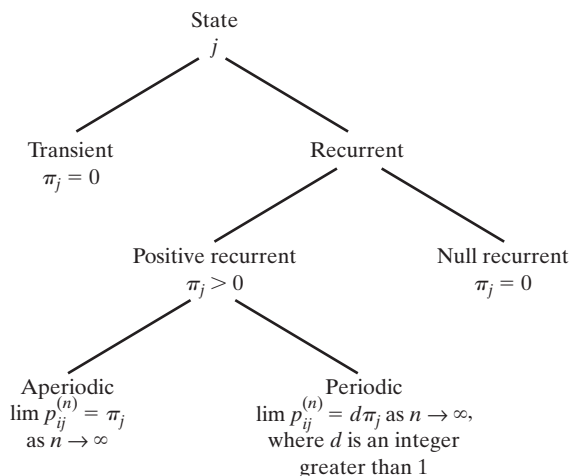 State
j
Transient
πⱼ = 0
Recurrent
Positive recurrent
πⱼ > 0
Null recurrent
πⱼ = 0
Aperiodic
lim pᵢⱼ⁽ⁿ⁾ = πⱼ
as n → ∞
Periodic
lim pᵢⱼ⁽ⁿ⁾ = dπⱼ as n → ∞,
where d is an integer
greater than 1